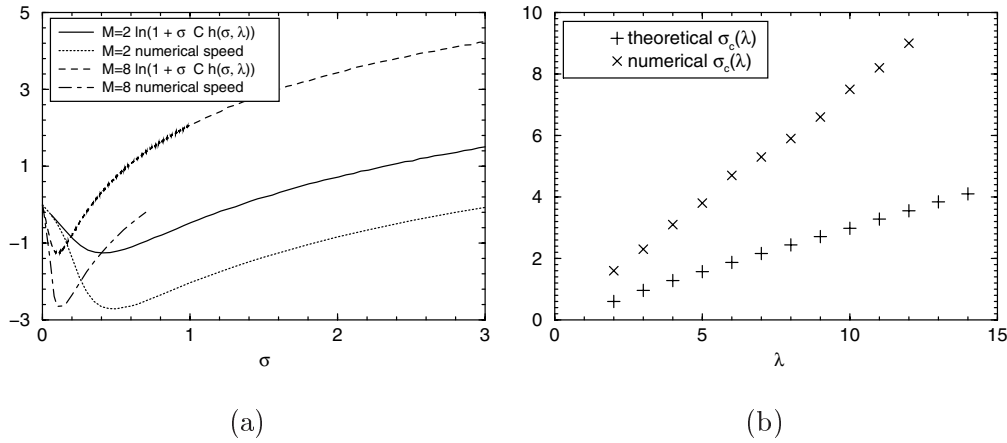 5
3
1
−1
−3
0
1
2
3
σ
M=2 ln(1 + σ C h(σ, λ))
M=2 numerical speed
M=8 ln(1 + σ C h(σ, λ))
M=8 numerical speed
(a)
10
8
6
4
2
0
0
5
10
15
λ
theoretical σc(λ)
numerical σc(λ)
(b)